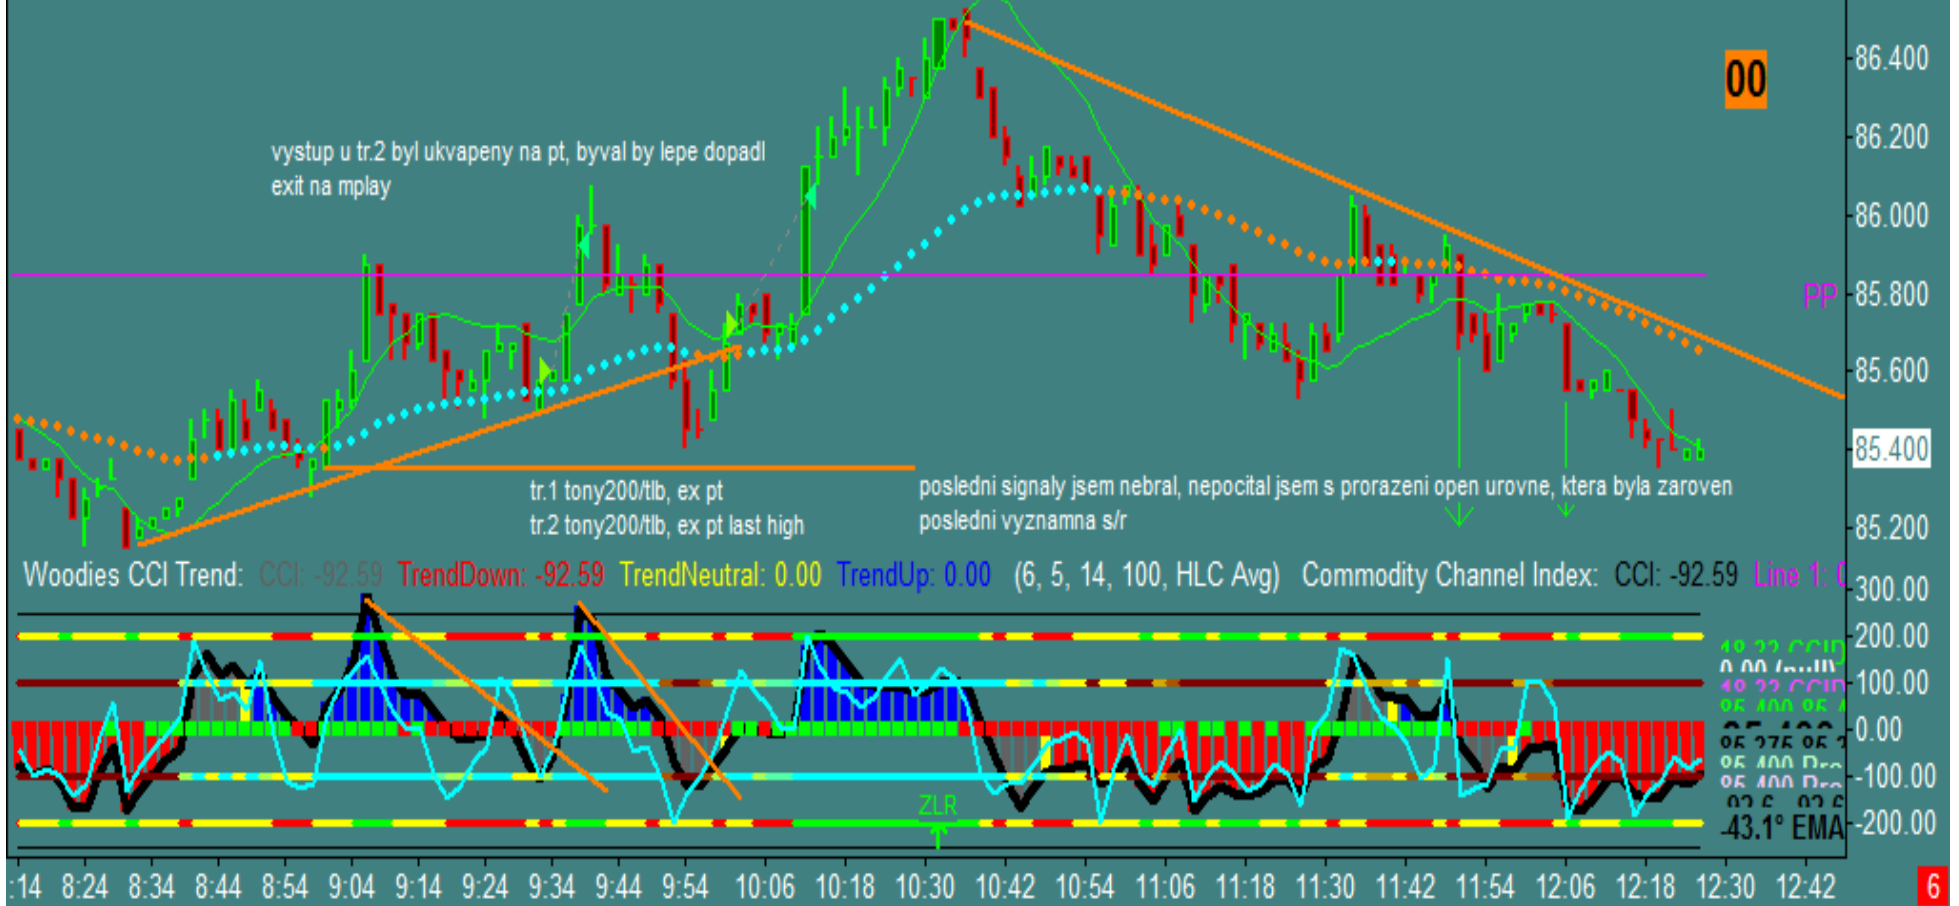 86.400
00
86.200
vystup u tr.2 byl ukvapeny na pt, byval by lepe dopadl
exit na mplay
86.000
PP
85.800
85.600
85.400
tr.1 tony200/tlb, ex pt
tr.2 tony200/tlb, ex pt last high
posledni signaly jsem nebral, nepocital jsem s prorazeni open urovne, ktera byla zaroven
posledni vyznamna s/r
85.200
Woodies CCI Trend: CCI: -92.59 TrendDown: -92.59 TrendNeutral: 0.00 TrendUp: 0.00 (6, 5, 14, 100, HLC Avg) Commodity Channel Index: CCI: -92.59 Line 1:
300.00
200.00
100.00
0.00
-100.00
ZLR
-43.1° EMA
-200.00
:14 8:24 8:34 8:44 8:54 9:04 9:14 9:24 9:34 9:44 9:54 10:06 10:18 10:30 10:42 10:54 11:06 11:18 11:30 11:42 11:54 12:06 12:18 12:30 12:42
6